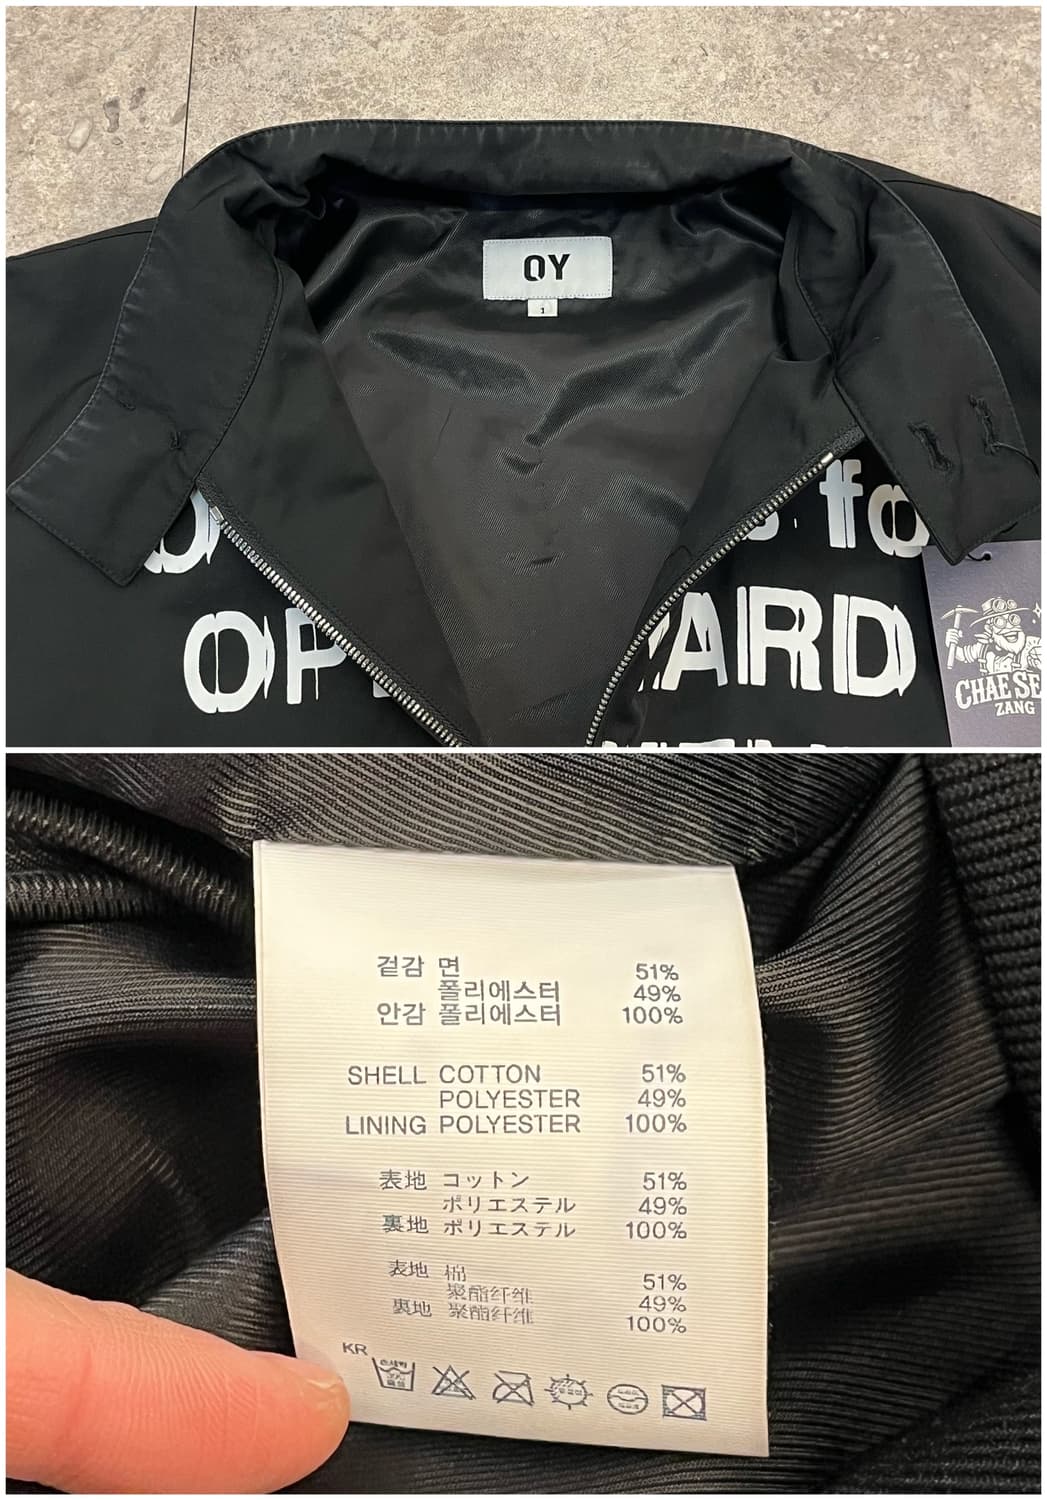 OY
1
fo
OP
YARD
CHAE SE
ZANG
겉감 면 51%
폴리에스터 49%
안감 폴리에스터 100%
SHELL COTTON 51%
POLYESTER 49%
LINING POLYESTER 100%
表地 コットン 51%
ポリエステル 49%
裏地 ポリエステル 100%
表地 棉 51%
聚酯纤维 49%
裏地 聚酯纤维 100%
KR